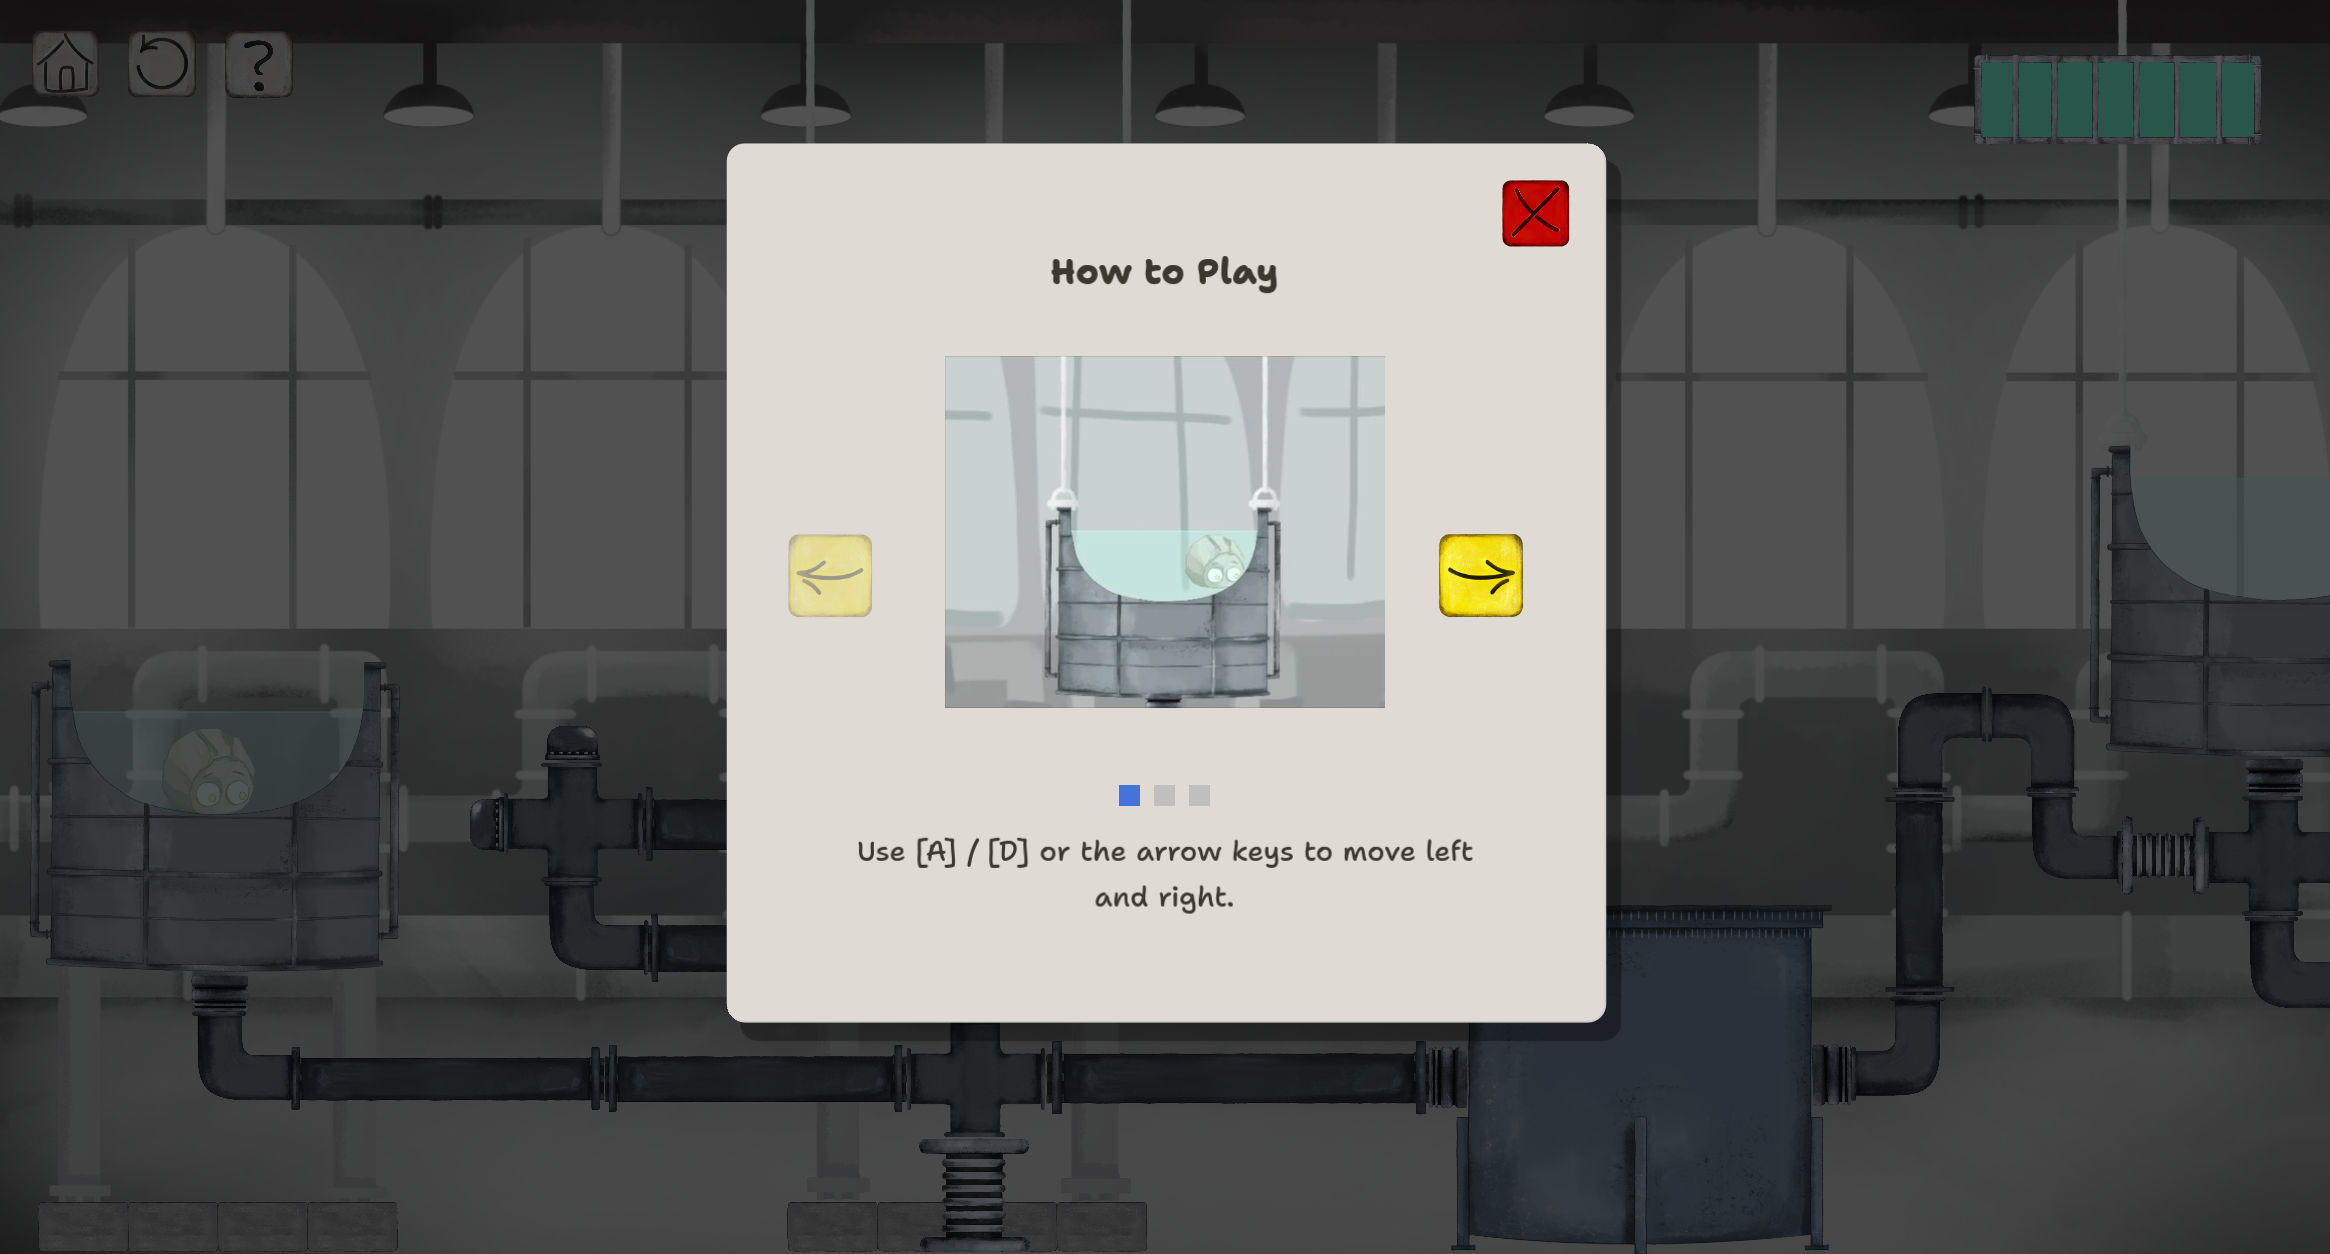 ?
How to Play
Use [A] / [D] or the arrow keys to move left
and right.